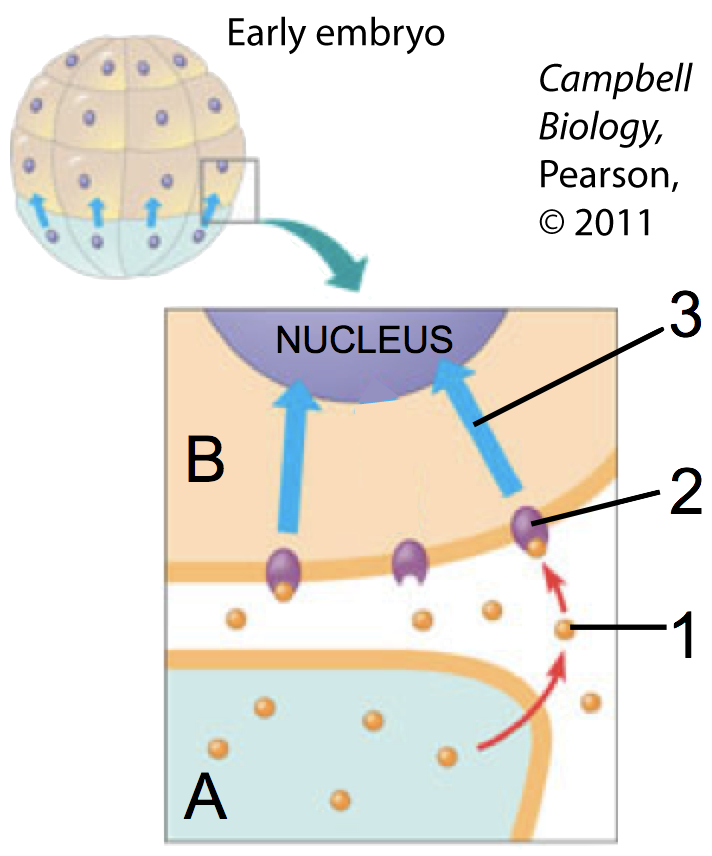 Early embryo
Campbell
Biology,
Pearson,
© 2011
NUCLEUS
3
B
2
1
A